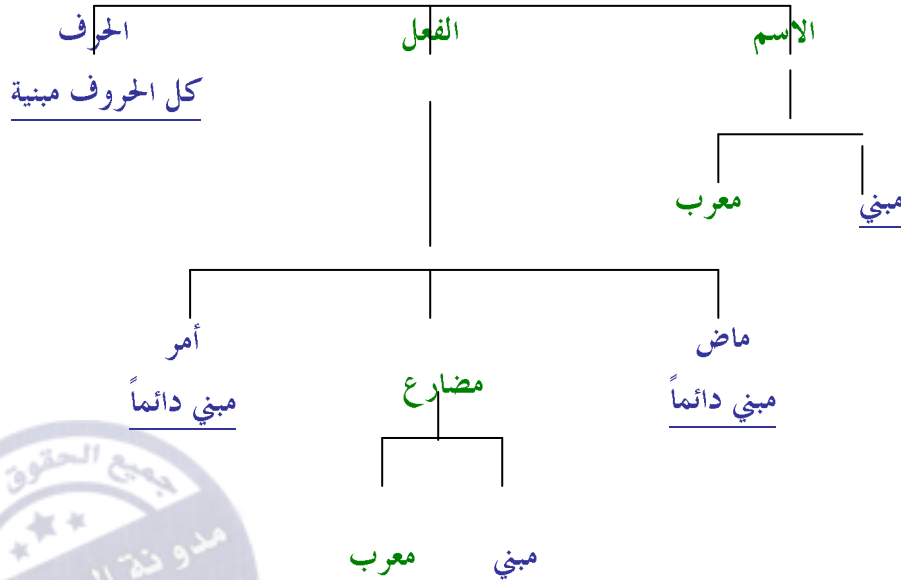 الاسم الفعل الحرف
كل الحروف مبنية
مبني معرب
ماض أمر
مضارع
مبني دائماً مبني دائماً
مبني معرب
جميع الحقوق
مدونة